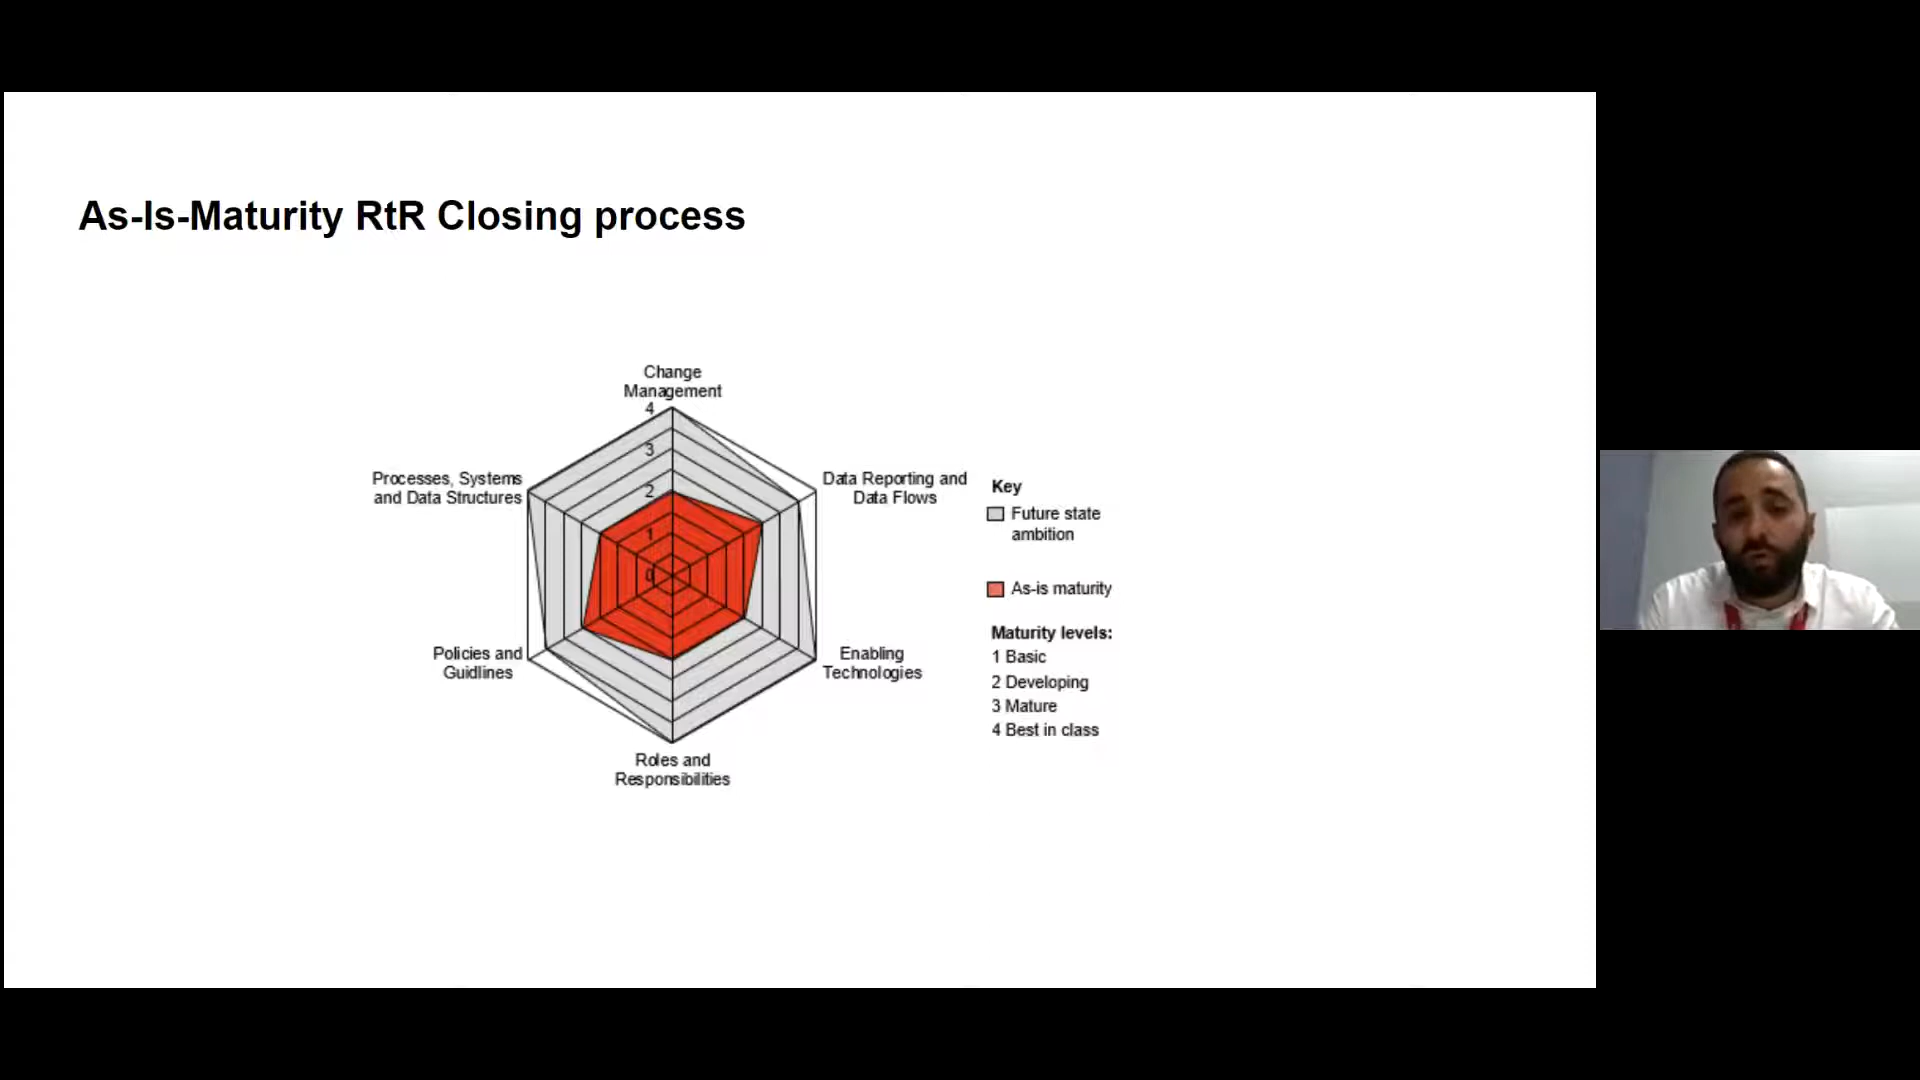 As-Is-Maturity RtR Closing process
Change
Management
4
3
2
1
0
Processes, Systems
and Data Structures
Data Reporting and
Data Flows
Policies and
Guidlines
Enabling
Technologies
Roles and
Responsibilities
Key
Future state
ambition
As-is maturity
Maturity levels:
1 Basic
2 Developing
3 Mature
4 Best in class